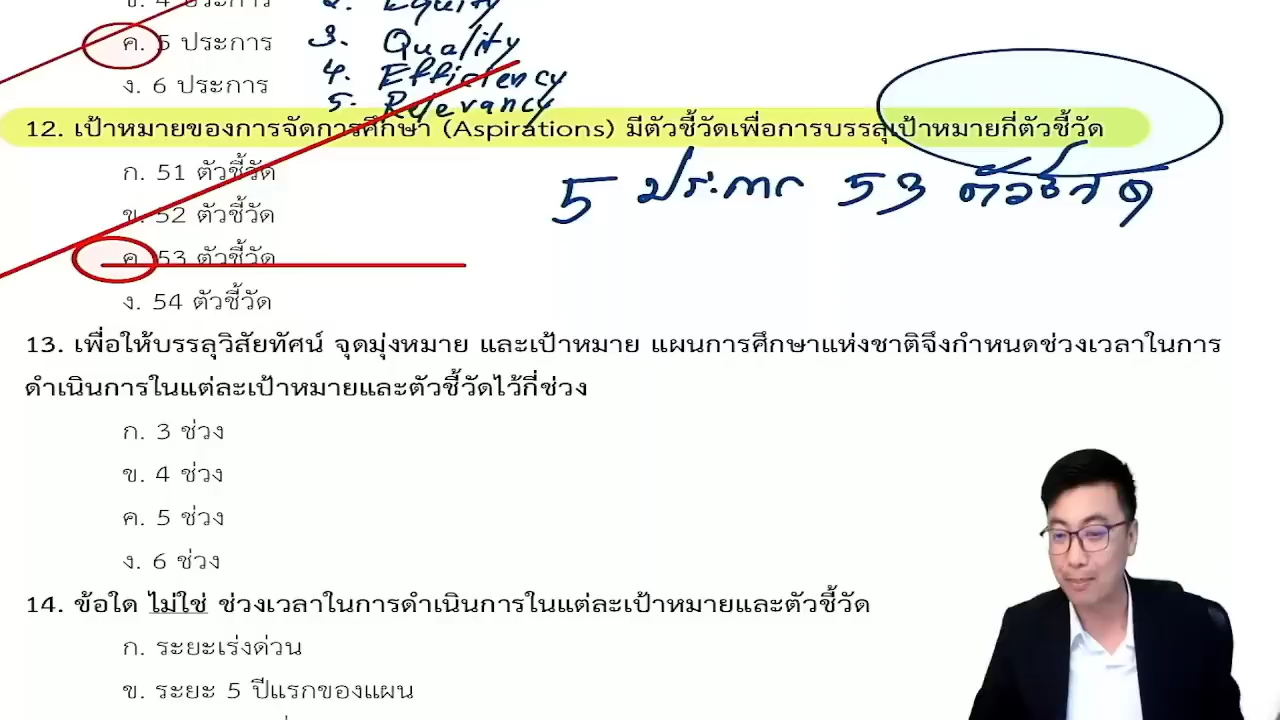 ข. 4 ประการ 2. Equity
ค. 5 ประการ 3. Quality
ง. 6 ประการ 4. Efficiency
5. Relevancy
12. เป้าหมายของการจัดการศึกษา (Aspirations) มีตัวชี้วัดเพื่อการบรรลุเป้าหมายกี่ตัวชี้วัด
ก. 51 ตัวชี้วัด
5 ประการ 53 ตัวชี้วัด
ข. 52 ตัวชี้วัด
ค. 53 ตัวชี้วัด
ง. 54 ตัวชี้วัด
13. เพื่อให้บรรลุวิสัยทัศน์ จุดมุ่งหมาย และเป้าหมาย แผนการศึกษาแห่งชาติจึงกำหนดช่วงเวลาในการ
ดำเนินการในแต่ละเป้าหมายและตัวชี้วัดไว้กี่ช่วง
ก. 3 ช่วง
ข. 4 ช่วง
ค. 5 ช่วง
ง. 6 ช่วง
14. ข้อใด ไม่ใช่ ช่วงเวลาในการดำเนินการในแต่ละเป้าหมายและตัวชี้วัด
ก. ระยะเร่งด่วน
ข. ระยะ 5 ปีแรกของแผน